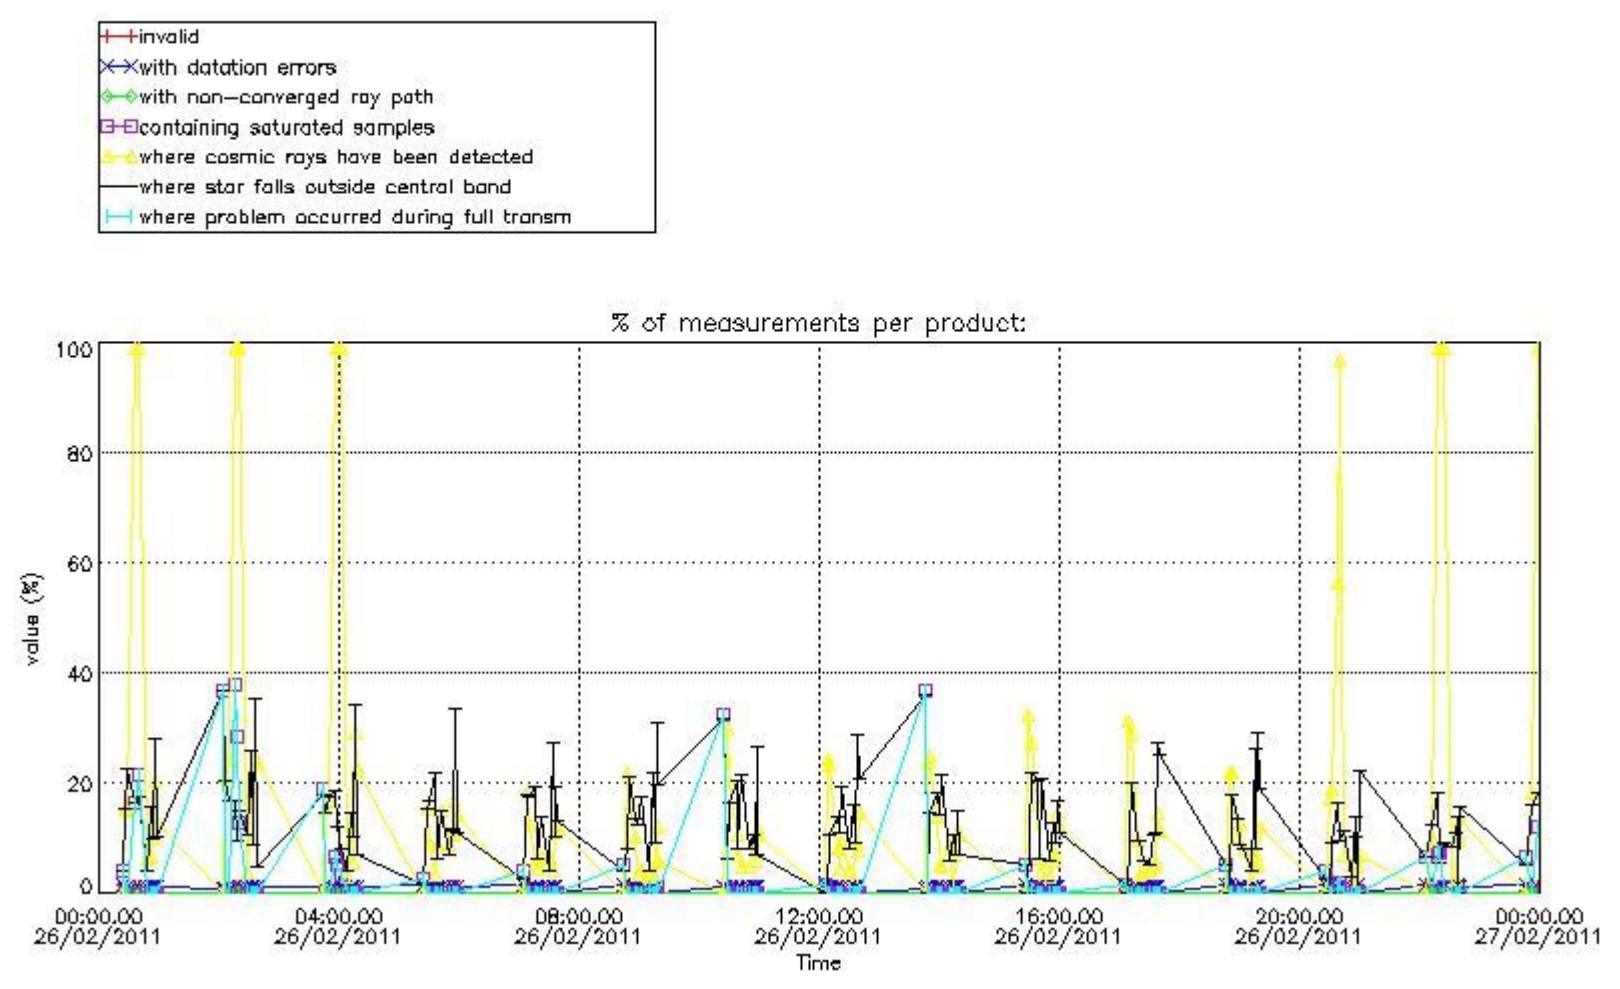 invalid
with datation errors
with non-converged ray path
containing saturated samples
where cosmic rays have been detected
where star falls outside central band
where problem occurred during full transm
% of measurements per product:
100
80
60
40
20
0
value (%)
00:00.00 04:00.00 08:00.00 12:00.00 16:00.00 20:00.00 00:00.00
26/02/2011 26/02/2011 26/02/2011 26/02/2011 26/02/2011 26/02/2011 27/02/2011
Time